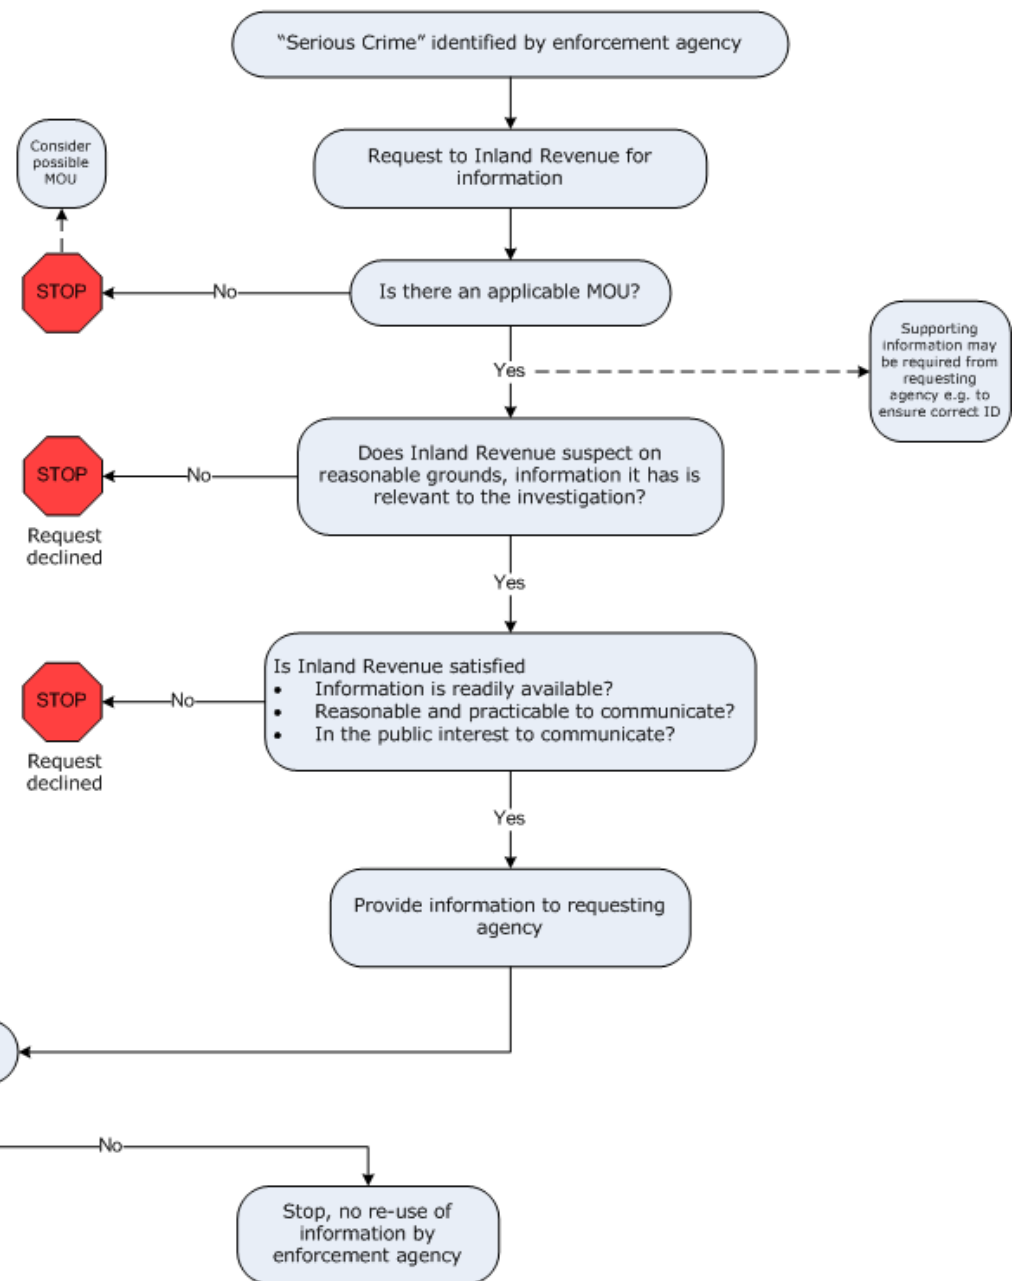 “Serious Crime” identified by enforcement agency
Request to Inland Revenue for
information
Consider
possible
MOU
STOP
No
Is there an applicable MOU?
Yes
Supporting
information may
be required from
requesting
agency e.g. to
ensure correct ID
Does Inland Revenue suspect on
reasonable grounds, information it has is
relevant to the investigation?
No
STOP
Request
declined
Yes
Is Inland Revenue satisfied
• Information is readily available?
• Reasonable and practicable to communicate?
• In the public interest to communicate?
No
STOP
Request
declined
Yes
Provide information to requesting
agency
No
Stop, no re-use of
information by
enforcement agency